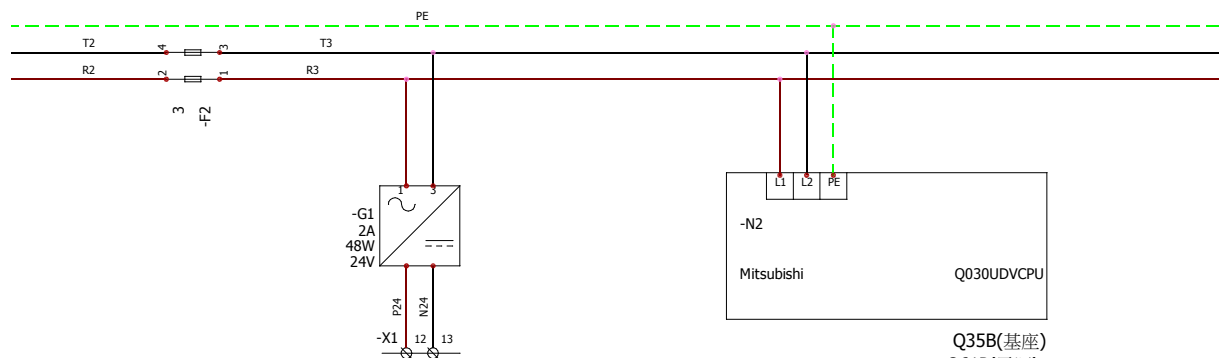 PE
T2 4 3 T3
R2 2 1 R3
3 -F2
1 3
L1 L2 PE
-G1
2A
48W
24V
-N2
Mitsubishi Q030UDVCPU
P24 N24
-X1 12 13
Q35B(基座)